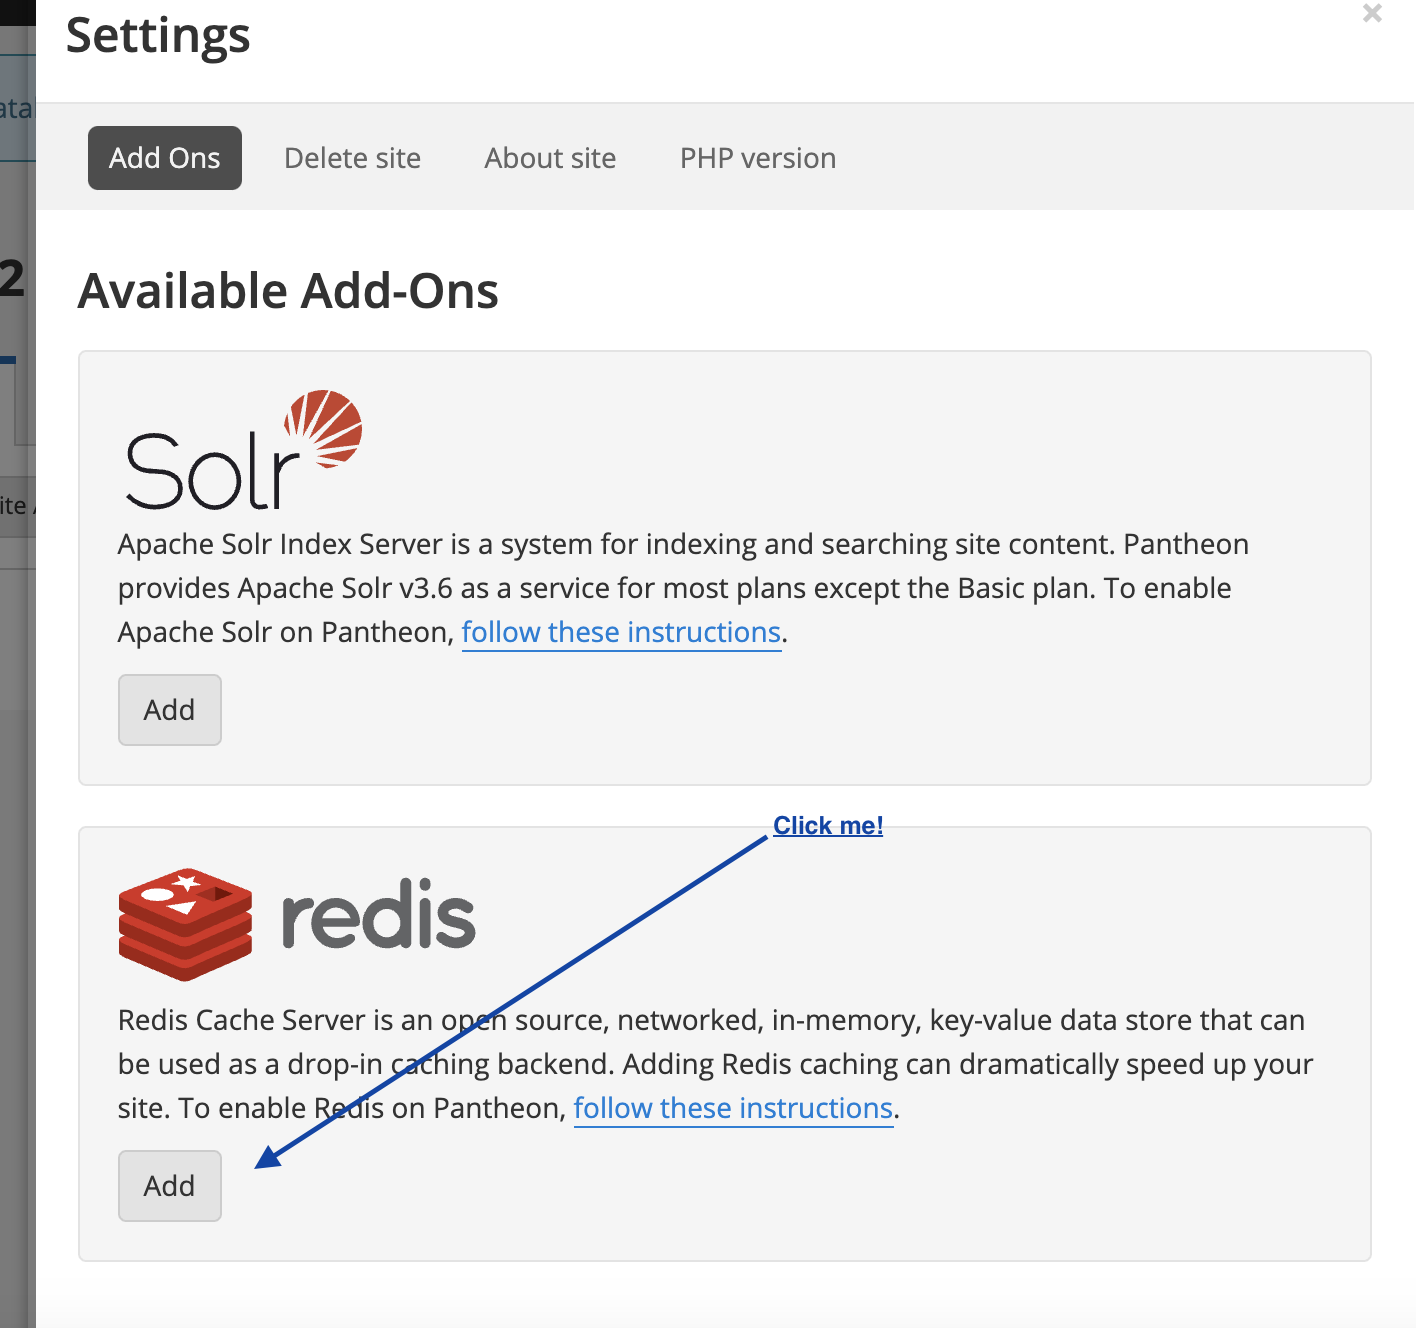 Settings
×
Add Ons
Delete site
About site
PHP version
2
Available Add-Ons
Solr
ite
Apache Solr Index Server is a system for indexing and searching site content. Pantheon
provides Apache Solr v3.6 as a service for most plans except the Basic plan. To enable
Apache Solr on Pantheon, follow these instructions.
Add
Click me!
redis
Redis Cache Server is an open source, networked, in-memory, key-value data store that can
be used as a drop-in caching backend. Adding Redis caching can dramatically speed up your
site. To enable Redis on Pantheon, follow these instructions.
Add